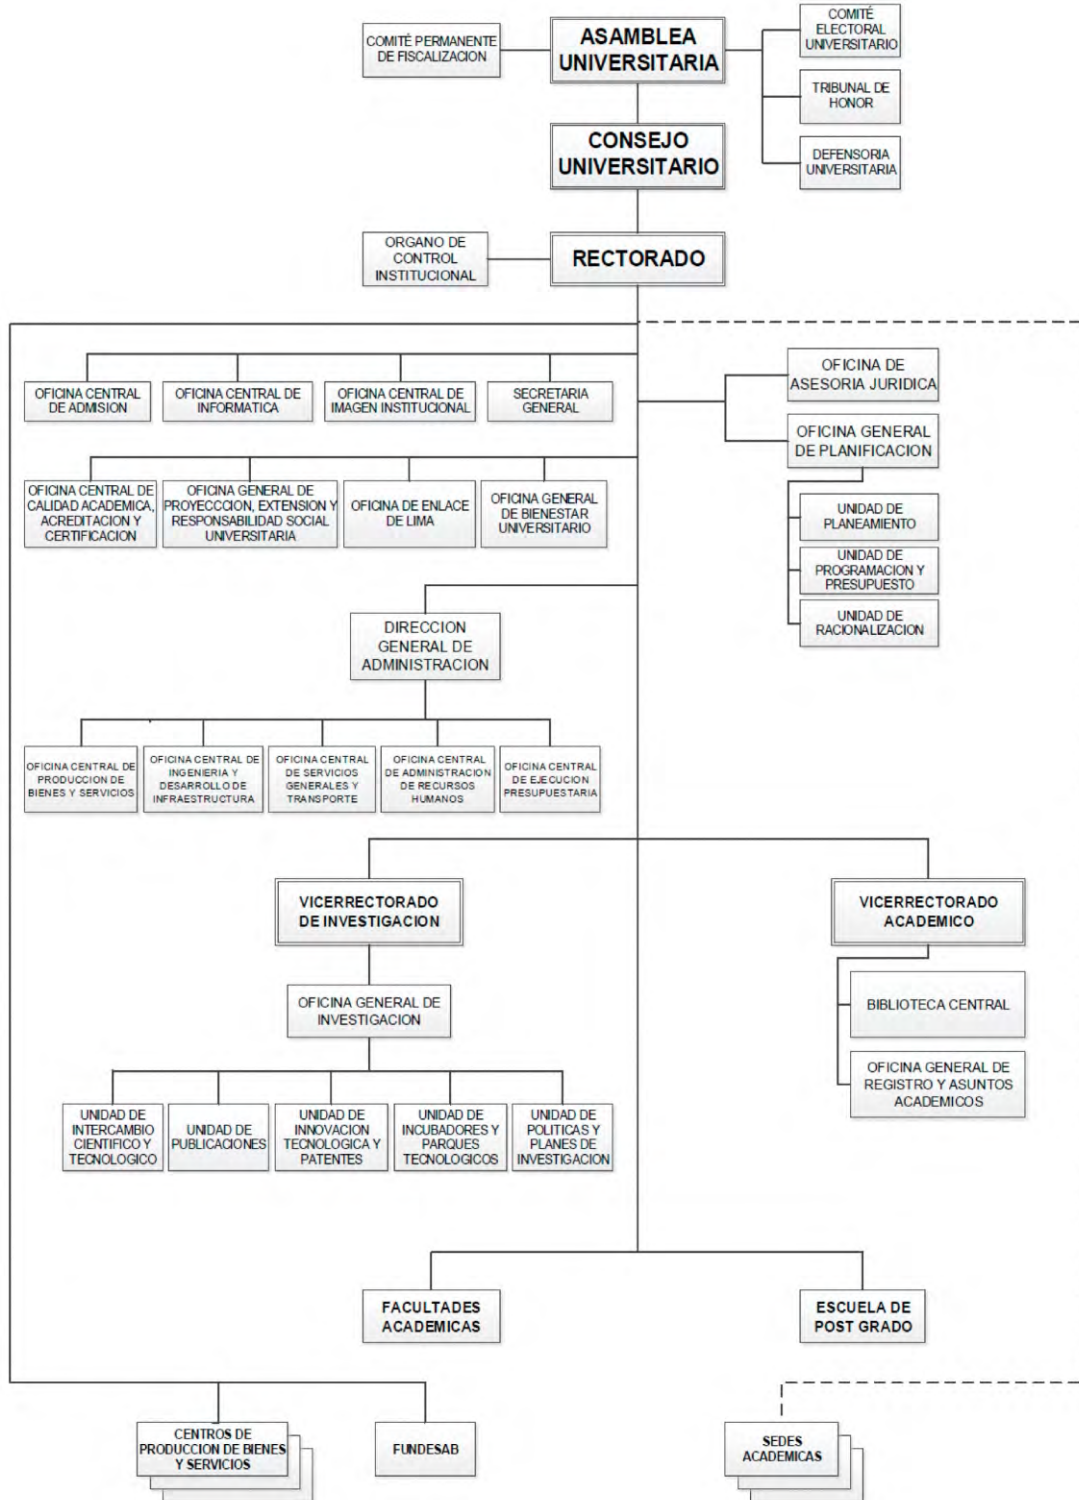 COMITÉ PERMANENTE
DE FISCALIZACION
ASAMBLEA
UNIVERSITARIA
COMITÉ
ELECTORAL
UNIVERSITARIO
TRIBUNAL DE
HONOR
DEFENSORIA
UNIVERSITARIA
CONSEJO
UNIVERSITARIO
ORGANO DE
CONTROL
INSTITUCIONAL
RECTORADO
OFICINA CENTRAL
DE ADMISION
OFICINA CENTRAL DE
INFORMATICA
OFICINA CENTRAL DE
IMAGEN INSTITUCIONAL
SECRETARIA
GENERAL
OFICINA DE
ASESORIA JURIDICA
OFICINA GENERAL
DE PLANIFICACION
OFICINA CENTRAL DE
CALIDAD ACADEMICA,
ACREDITACION Y
CERTIFICACION
OFICINA GENERAL DE
PROYECCCION, EXTENSION Y
RESPONSABILIDAD SOCIAL
UNIVERSITARIA
OFICINA DE ENLACE
DE LIMA
OFICINA GENERAL
DE BIENESTAR
UNIVERSITARIO
UNIDAD DE
PLANEAMIENTO
UNIDAD DE
PROGRAMACION Y
PRESUPUESTO
UNIDAD DE
RACIONALIZACION
DIRECCION
GENERAL DE
ADMINISTRACION
OFICINA CENTRAL DE
PRODUCCION DE
BIENES Y SERVICIOS
OFICINA CENTRAL DE
INGENIERIA Y
DESARROLLO DE
INFRAESTRUCTURA
OFICINA CENTRAL
DE SERVICIOS
GENERALES Y
TRANSPORTE
OFICINA CENTRAL
DE ADMINISTRACION
DE RECURSOS
HUMANOS
OFICINA CENTRAL
DE EJECUCION
PRESUPUESTARIA
VICERRECTORADO
DE INVESTIGACION
VICERRECTORADO
ACADEMICO
OFICINA GENERAL DE
INVESTIGACION
BIBLIOTECA CENTRAL
OFICINA GENERAL DE
REGISTRO Y ASUNTOS
ACADEMICOS
UNIDAD DE
INTERCAMBIO
CIENTIFICO Y
TECNOLOGICO
UNIDAD DE
PUBLICACIONES
UNIDAD DE
INNOVACION
TECNOLOGICA Y
PATENTES
UNIDAD DE
INCUBADORES Y
PARQUES
TECNOLOGICOS
UNIDAD DE
POLITICAS Y
PLANES DE
INVESTIGACION
FACULTADES
ACADEMICAS
ESCUELA DE
POST GRADO
CENTROS DE
PRODUCCION DE BIENES
Y SERVICIOS
FUNDESAB
SEDES
ACADEMICAS